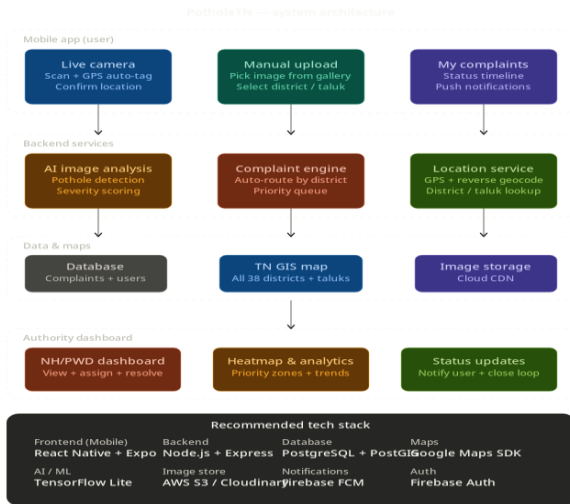 PotholeTN — system architecture
Mobile app (user)
Live camera
Scan + GPS auto-tag
Confirm location
Manual upload
Pick image from gallery
Select district / taluk
My complaints
Status timeline
Push notifications
Backend services
AI image analysis
Pothole detection
Severity scoring
Complaint engine
Auto-route by district
Priority queue
Location service
GPS + reverse geocode
District / taluk lookup
Data & maps
Database
Complaints + users
TN GIS map
All 38 districts + taluks
Image storage
Cloud CDN
Authority dashboard
NH/PWD dashboard
View + assign + resolve
Heatmap & analytics
Priority zones + trends
Status updates
Notify user + close loop
Recommended tech stack
Frontend (Mobile)
React Native + Expo
Backend
Node.js + Express
Database
PostgreSQL + PostGIS
Maps
Google Maps SDK
AI / ML
TensorFlow Lite
Image store
AWS S3 / Cloudinary
Notifications
Firebase FCM
Auth
Firebase Auth